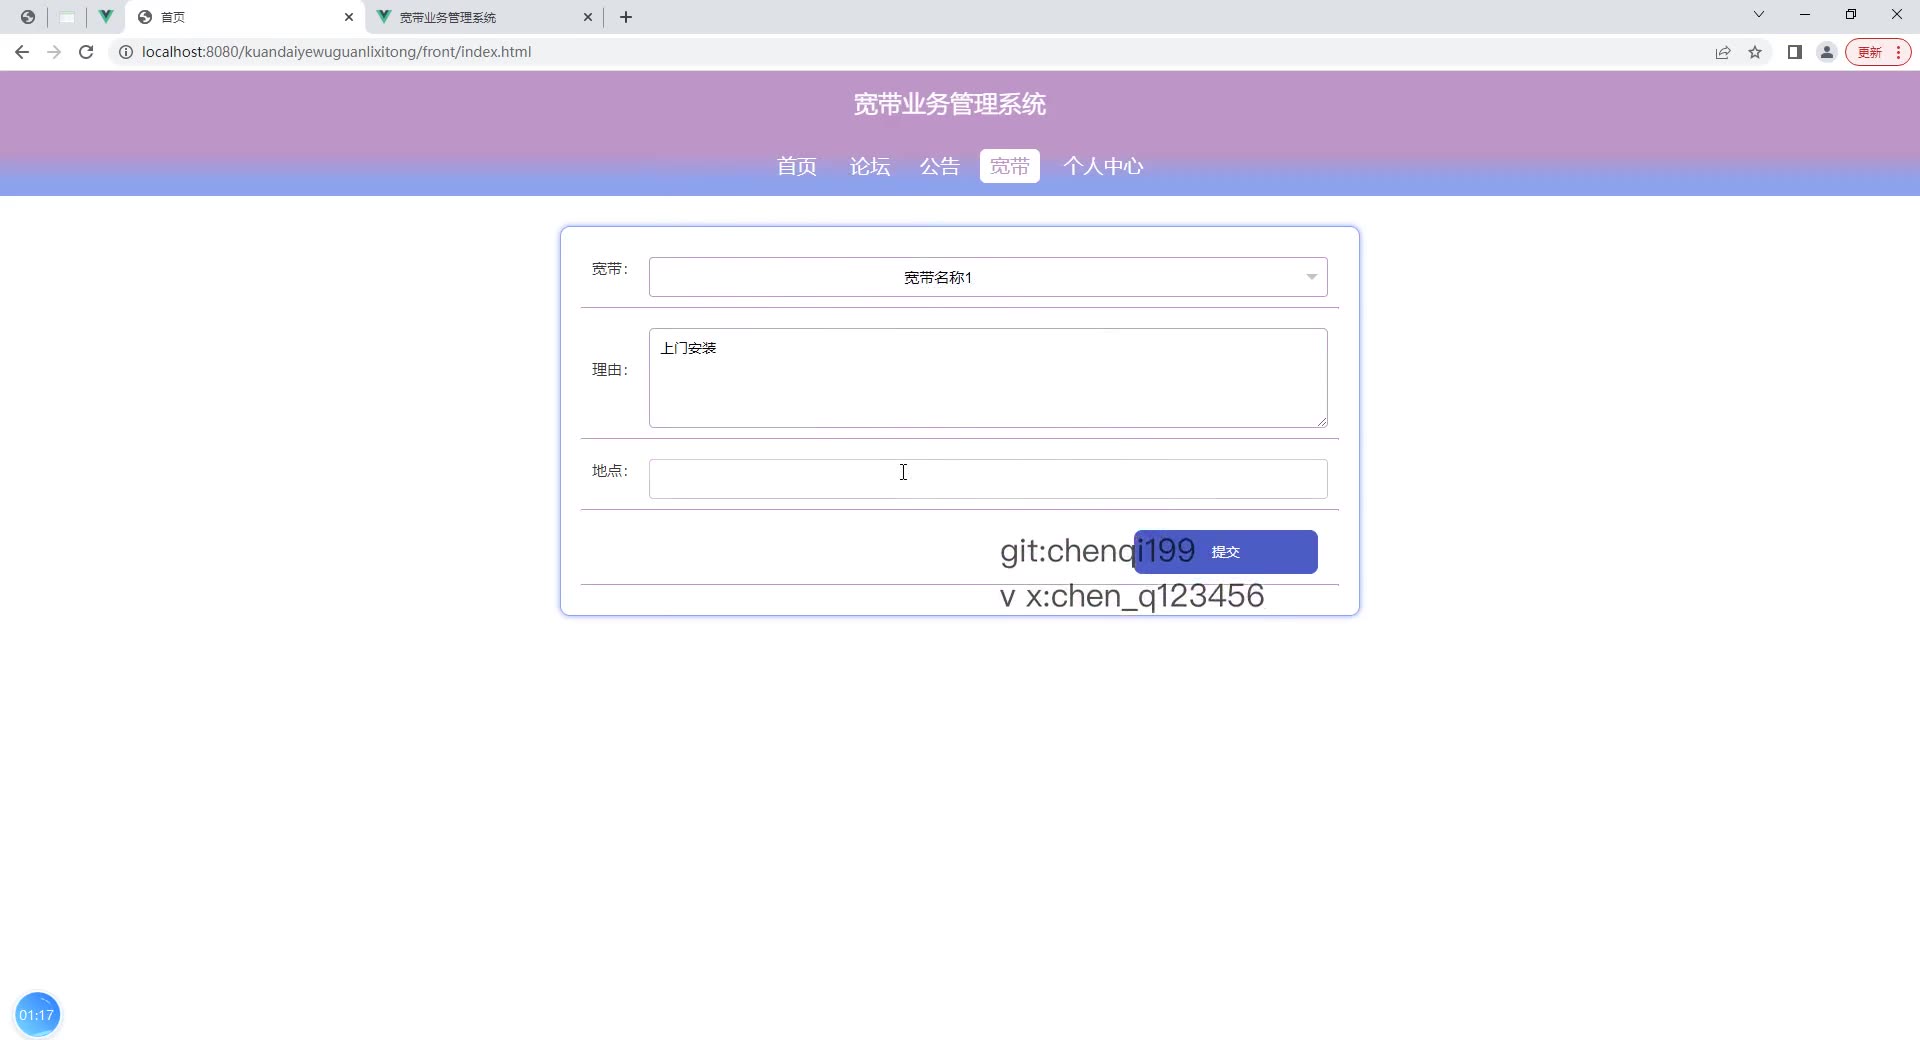 首页
宽带业务管理系统
localhost:8080/kuandaiyewuguanlixitong/front/index.html
更新
宽带业务管理系统
首页 论坛 公告 宽带 个人中心
宽带：
宽带名称1
理由：
上门安装
地点：
git:chenqi199
提交
v x:chen_q123456
01:17